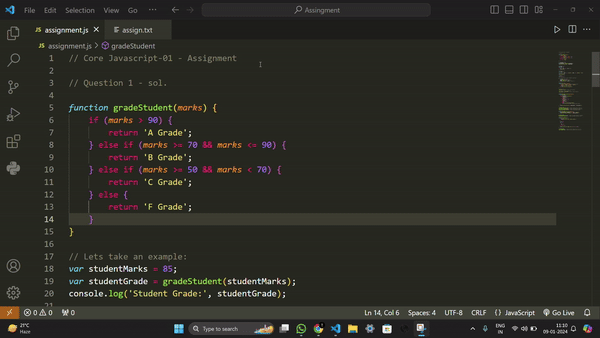 File Edit Selection View Go ... Assingment
assignment.js assign.txt
assignment.js > gradeStudent
1 // Core Javascript-01 - Assignment
2
3 // Question 1 - sol.
4
5 function gradeStudent(marks) {
6 if (marks > 90) {
7 return 'A Grade';
8 } else if (marks >= 70 && marks <= 90) {
9 return 'B Grade';
10 } else if (marks >= 50 && marks < 70) {
11 return 'C Grade';
12 } else {
13 return 'F Grade';
14 }
15 }
16
17 // Lets take an example:
18 var studentMarks = 85;
19 var studentGrade = gradeStudent(studentMarks);
20 console.log('Student Grade:', studentGrade);
0 0 0 Ln 14, Col 6 Spaces: 4 UTF-8 CRLF {} JavaScript Go Live
21°C Haze Search ENG IN 11:10 09-01-2024